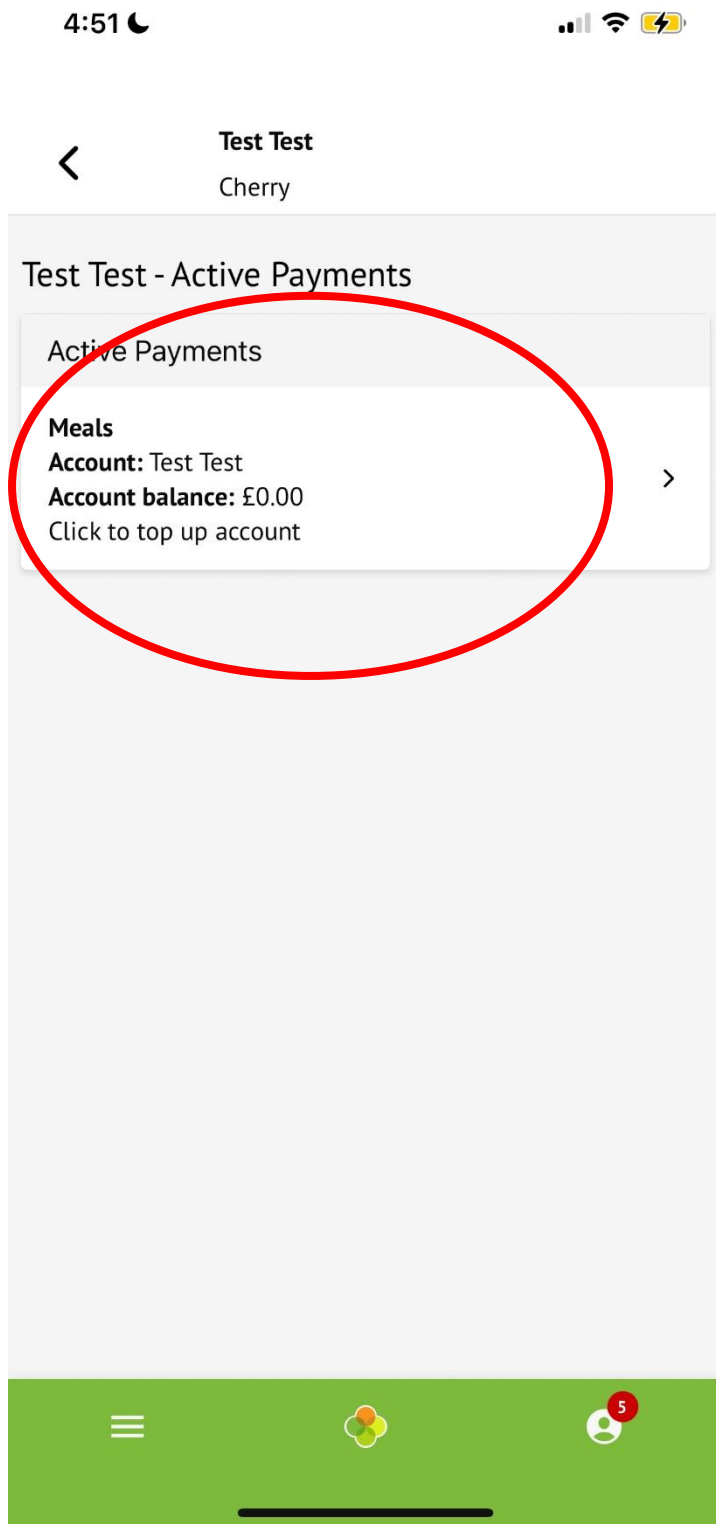 4:51
Test Test
Cherry
Test Test - Active Payments
Active Payments
Meals
Account: Test Test
Account balance: £0.00
Click to top up account
5